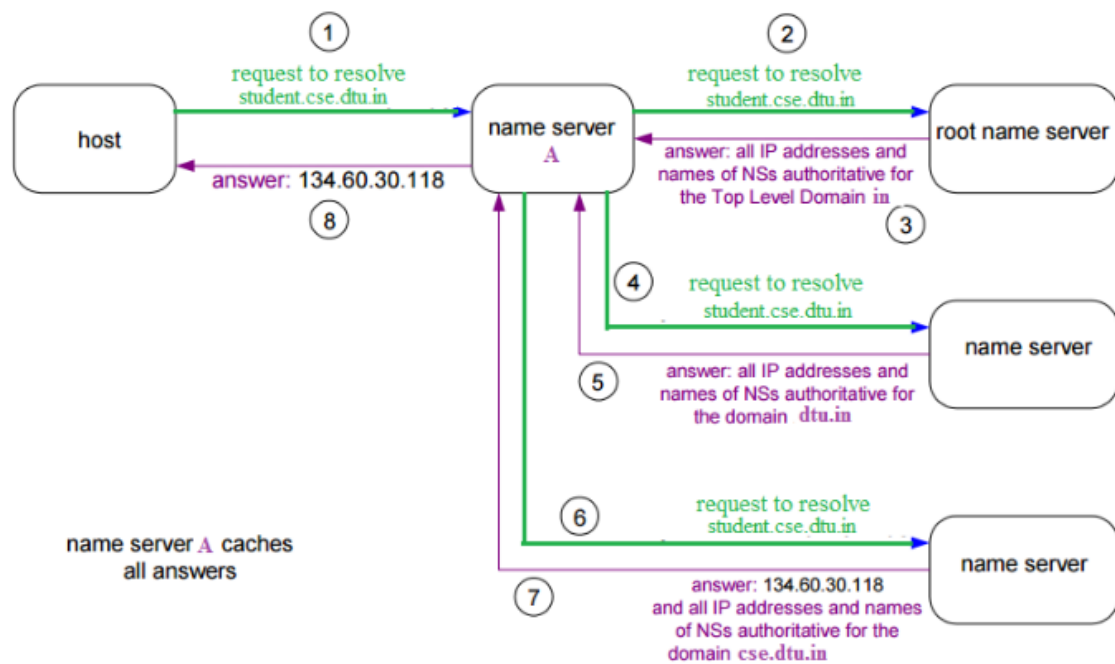 1
request to resolve
student.cse.dtu.in
host
name server
A
answer: 134.60.30.118
8
2
request to resolve
student.cse.dtu.in
root name server
answer: all IP addresses and
names of NSs authoritative for
the Top Level Domain in
3
4
request to resolve
student.cse.dtu.in
name server
5
answer: all IP addresses and
names of NSs authoritative for
the domain dtu.in
6
request to resolve
student.cse.dtu.in
name server
7
answer: 134.60.30.118
and all IP addresses and names
of NSs authoritative for the
domain cse.dtu.in
name server A caches
all answers